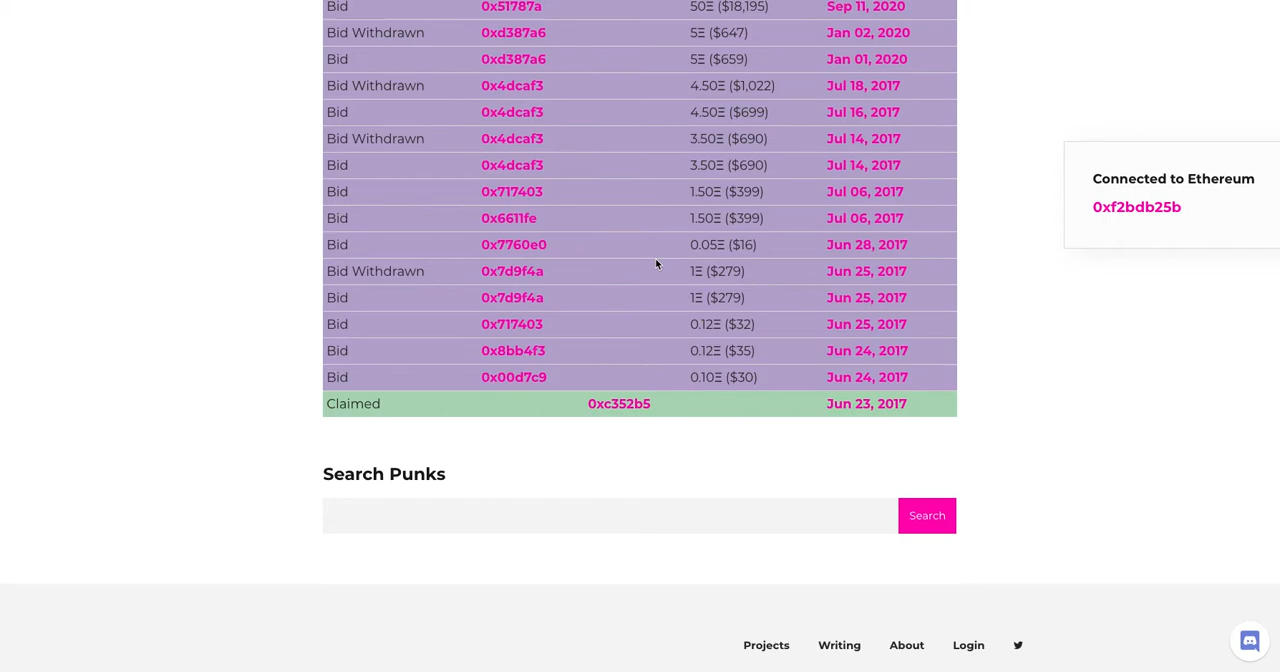 Bid 0x51787a 50Ξ ($18,195) Sep 11, 2020
Bid Withdrawn 0xd387a6 5Ξ ($647) Jan 02, 2020
Bid 0xd387a6 5Ξ ($659) Jan 01, 2020
Bid Withdrawn 0x4dcaf3 4.50Ξ ($1,022) Jul 18, 2017
Bid 0x4dcaf3 4.50Ξ ($699) Jul 16, 2017
Bid Withdrawn 0x4dcaf3 3.50Ξ ($690) Jul 14, 2017
Bid 0x4dcaf3 3.50Ξ ($690) Jul 14, 2017
Bid 0x717403 1.50Ξ ($399) Jul 06, 2017
Bid 0x6611fe 1.50Ξ ($399) Jul 06, 2017
Bid 0x7760e0 0.05Ξ ($16) Jun 28, 2017
Bid Withdrawn 0x7d9f4a 1Ξ ($279) Jun 25, 2017
Bid 0x7d9f4a 1Ξ ($279) Jun 25, 2017
Bid 0x717403 0.12Ξ ($32) Jun 25, 2017
Bid 0x8bb4f3 0.12Ξ ($35) Jun 24, 2017
Bid 0x00d7c9 0.10Ξ ($30) Jun 24, 2017
Claimed 0xc352b5 Jun 23, 2017
Connected to Ethereum
0xf2bdb25b
Search Punks
Search
Projects Writing About Login